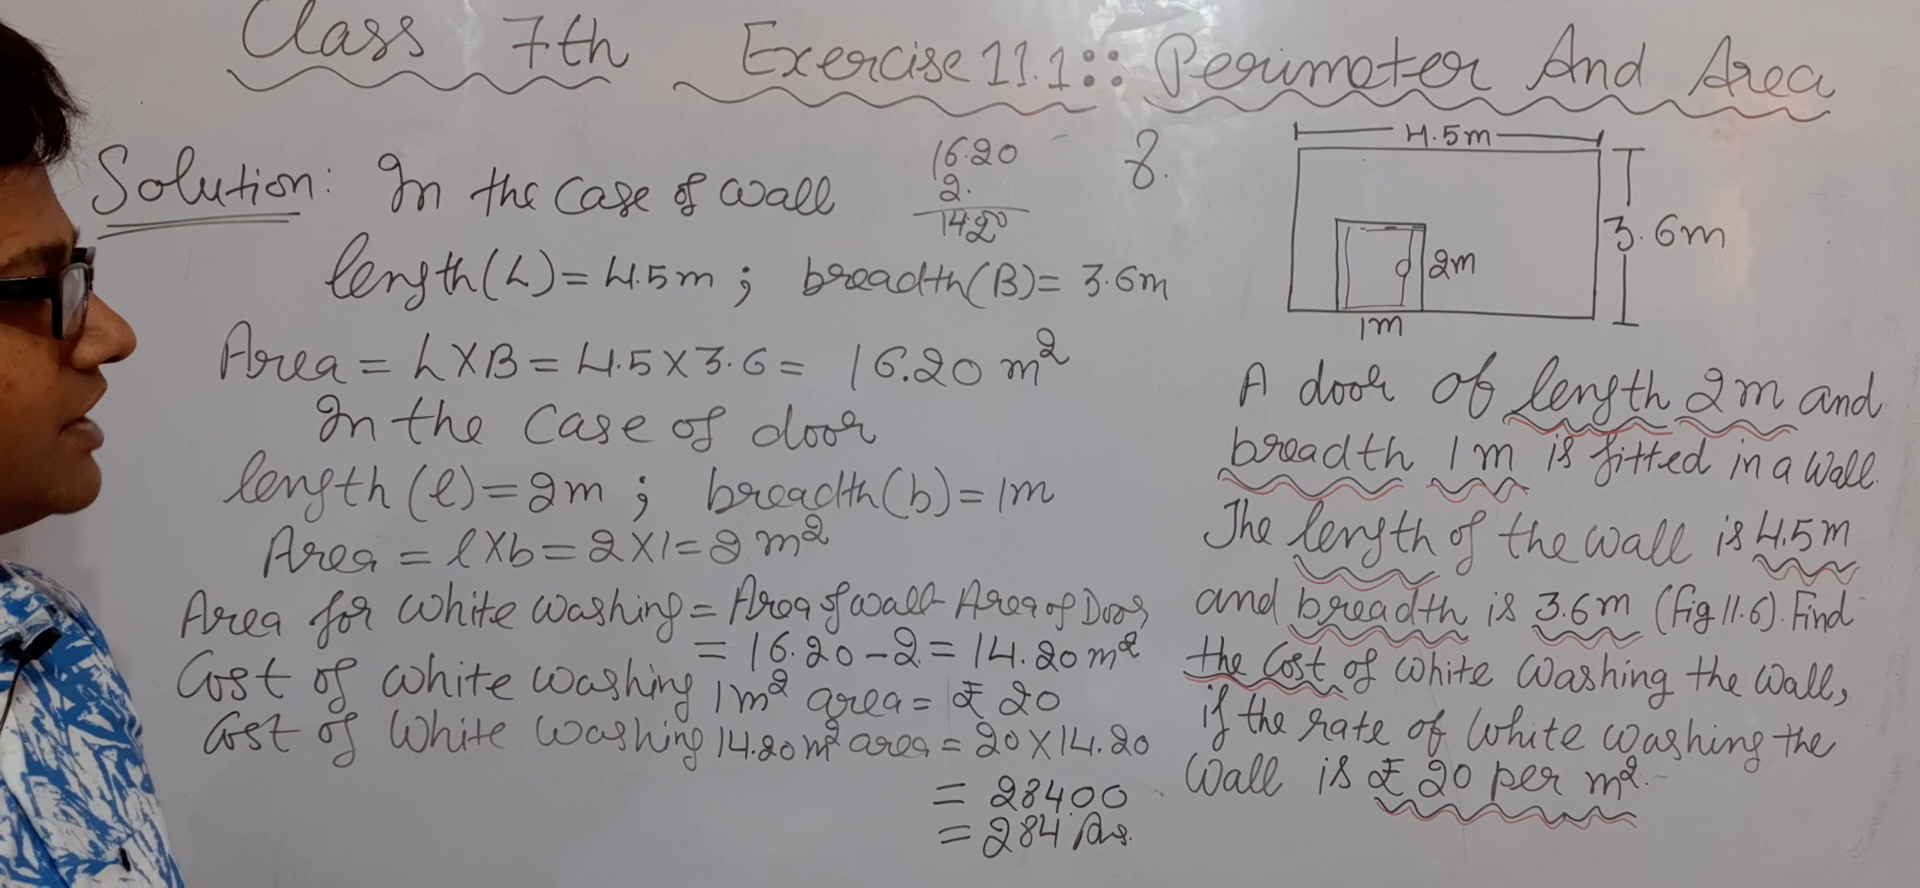 Class 7th Exercise 11.1:: Perimeter And Area
Solution: In the case of wall
16.20
2.
14.20
length (L) = 4.5m ; breadth (B) = 3.6m
Area = L X B = 4.5 X 3.6 = 16.20 m²
In the case of door
length (l) = 2m ; breadth (b) = 1m
Area = l X b = 2 X 1 = 2 m²
Area for white washing = Area of wall - Area of Door
= 16.20 - 2 = 14.20 m²
Cost of white washing 1m² area = ₹ 20
Cost of White Washing 14.20 m² area = 20 X 14.20
= 284.00
= 284 Rs.
8.
4.5m
3.6m
2m
1m
A door of length 2m and
breadth 1m is fitted in a wall.
The length of the wall is 4.5m
and breadth is 3.6m (Fig 11.6). Find
the cost of white washing the wall,
if the rate of white washing the
wall is ₹ 20 per m².